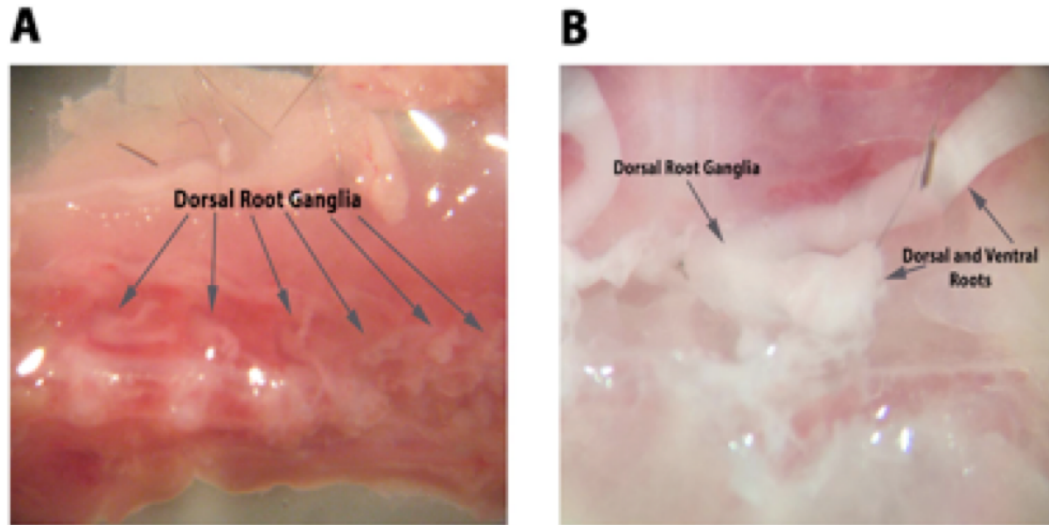 A
B
Dorsal Root Ganglia
Dorsal Root Ganglia
Dorsal and Ventral
Roots